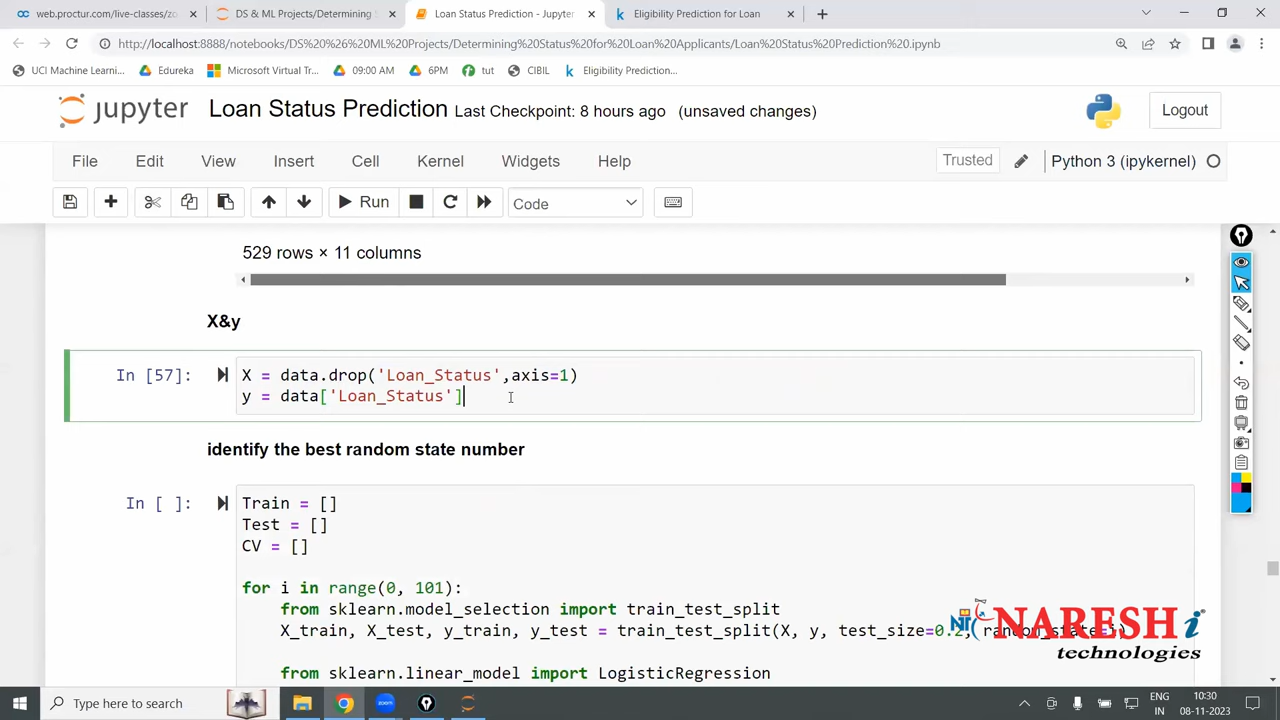 web.proctur.com/live-classes/zo
DS & ML Projects/Determining S
Loan Status Prediction - Jupyter
Eligibility Prediction for Loan
http://localhost:8888/notebooks/DS%20%26%20ML%20Projects/Determining%20Status%20for%20Loan%20Applicants/Loan%20Status%20Prediction%20.ipynb
UCI Machine Learni...
Edureka
Microsoft Virtual Tr...
09:00 AM
6PM
tut
CIBIL
Eligibility Prediction...
jupyter
Loan Status Prediction Last Checkpoint: 8 hours ago (unsaved changes)
Logout
File Edit View Insert Cell Kernel Widgets Help
Trusted
Python 3 (ipykernel)
Run
Code
529 rows × 11 columns
X&y
In [57]:
X = data.drop('Loan_Status',axis=1)
y = data['Loan_Status']
identify the best random state number
In [ ]:
Train = []
Test = []
CV = []
for i in range(0, 101):
from sklearn.model_selection import train_test_split
X_train, X_test, y_train, y_test = train_test_split(X, y, test_size=0.2, random_state=i)
from sklearn.linear_model import LogisticRegression
NARESH i
technologies
Type here to search
ENG
IN
10:30
08-11-2023